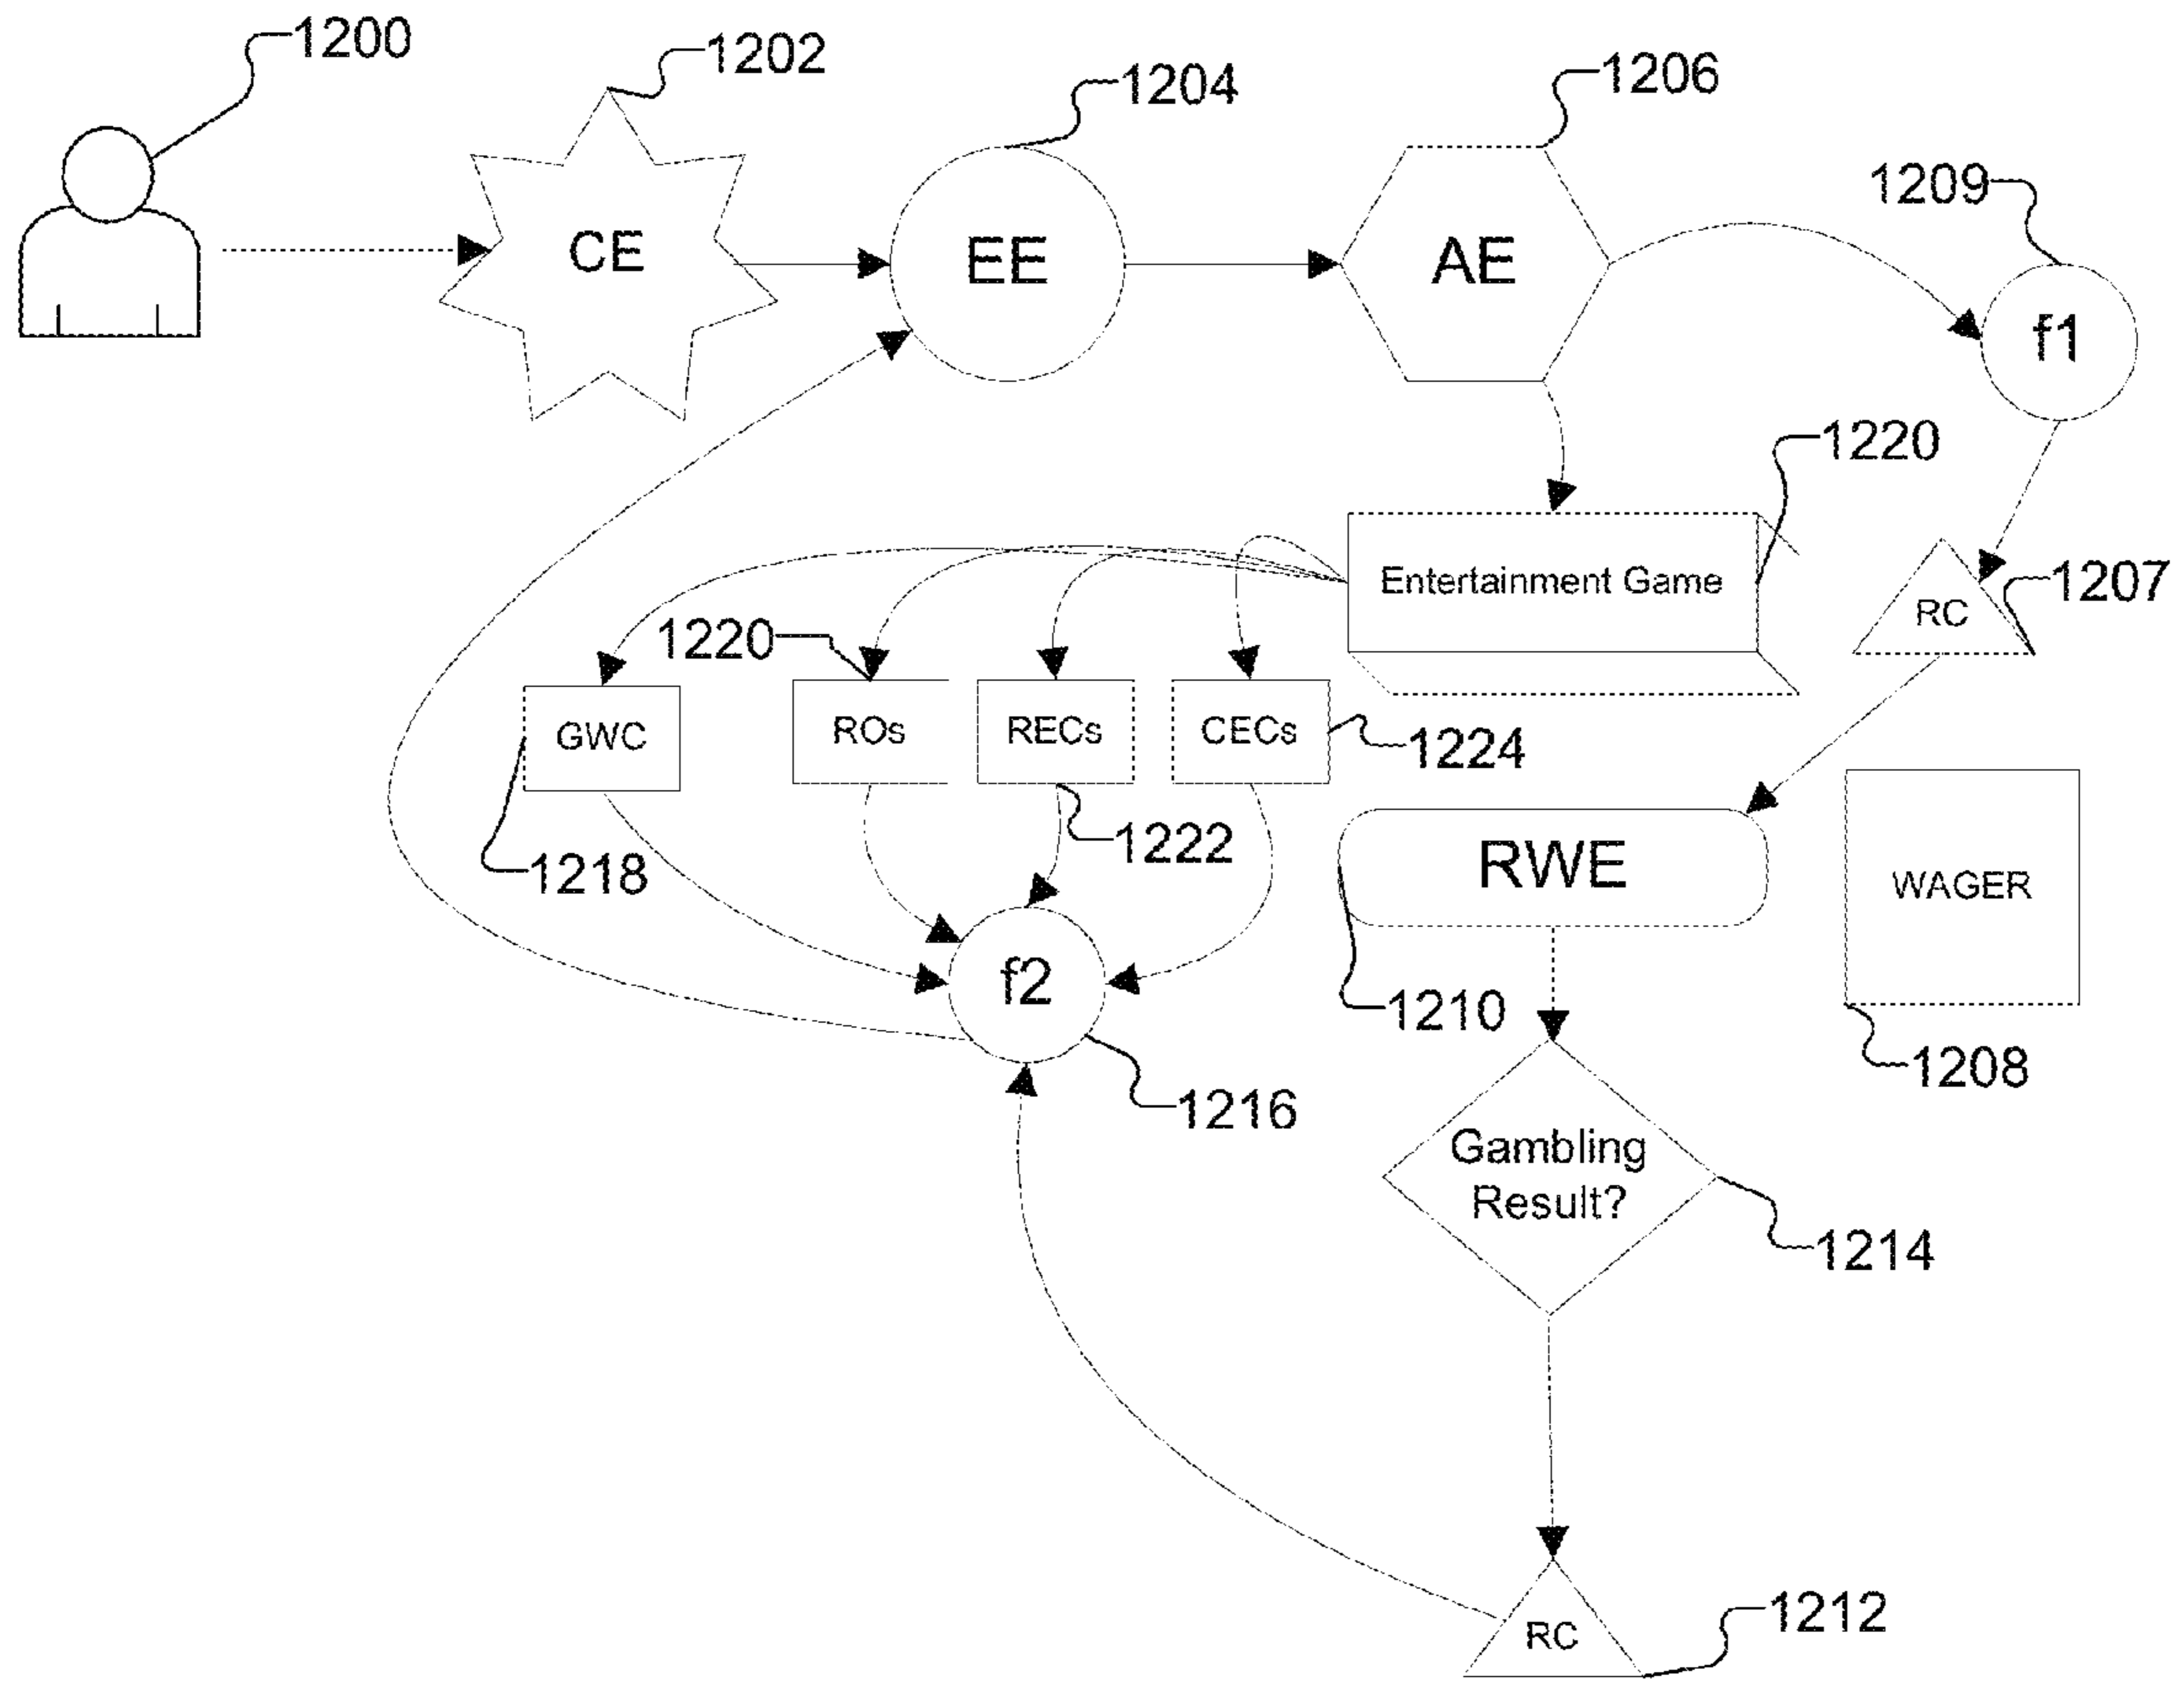 1200
1202
1204
1206
1209
CE
EE
AE
f1
1220
Entertainment Game
1207
RC
1220
GWC
ROs
RECs
CECs
1224
1222
1218
RWE
WAGER
f2
1210
1208
1216
Gambling
Result?
1214
RC
1212